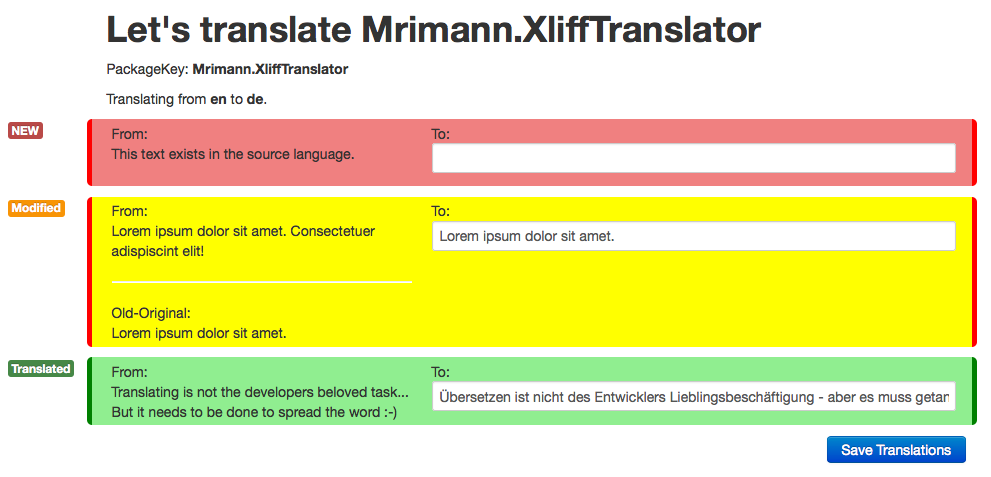 Let's translate Mrimann.XliffTranslator
PackageKey: Mrimann.XliffTranslator
Translating from en to de.
NEW
From:
This text exists in the source language.
To:
Modified
From:
Lorem ipsum dolor sit amet. Consectetuer
adispiscint elit!
Old-Original:
Lorem ipsum dolor sit amet.
To:
Lorem ipsum dolor sit amet.
Translated
From:
Translating is not the developers beloved task...
But it needs to be done to spread the word :-)
To:
Übersetzen ist nicht des Entwicklers Lieblingsbeschäftigung - aber es muss getan
Save Translations